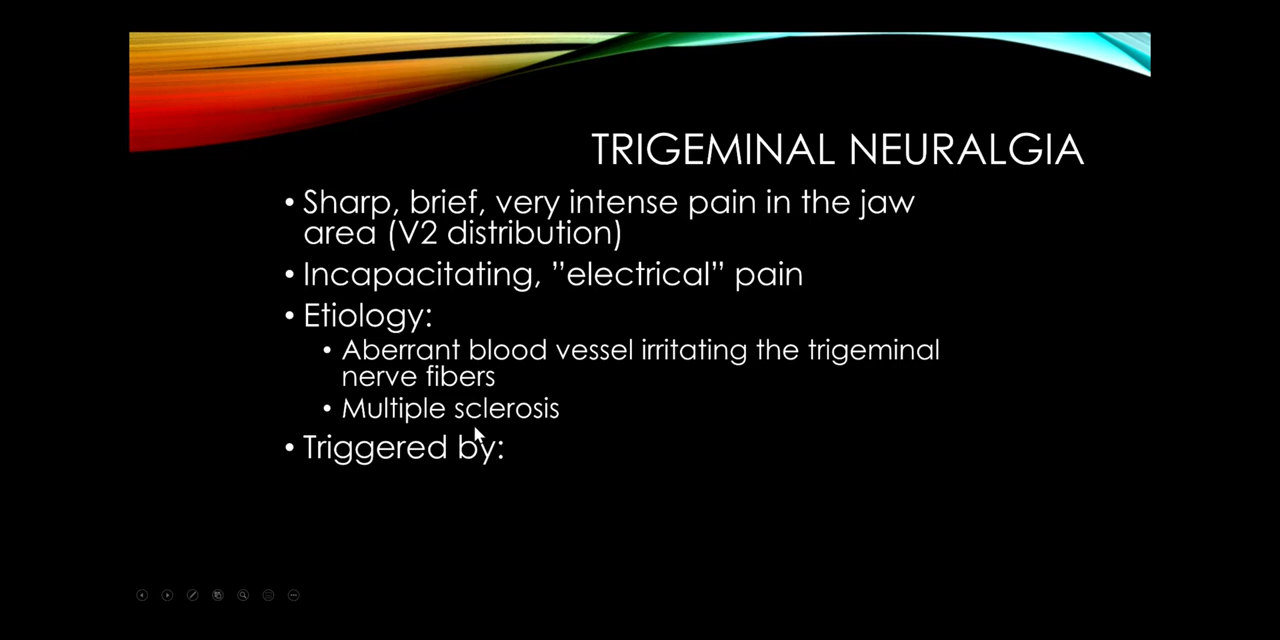 TRIGEMINAL NEURALGIA
• Sharp, brief, very intense pain in the jaw
area (V2 distribution)
• Incapacitating, ”electrical” pain
• Etiology:
• Aberrant blood vessel irritating the trigeminal
nerve fibers
• Multiple sclerosis
• Triggered by: